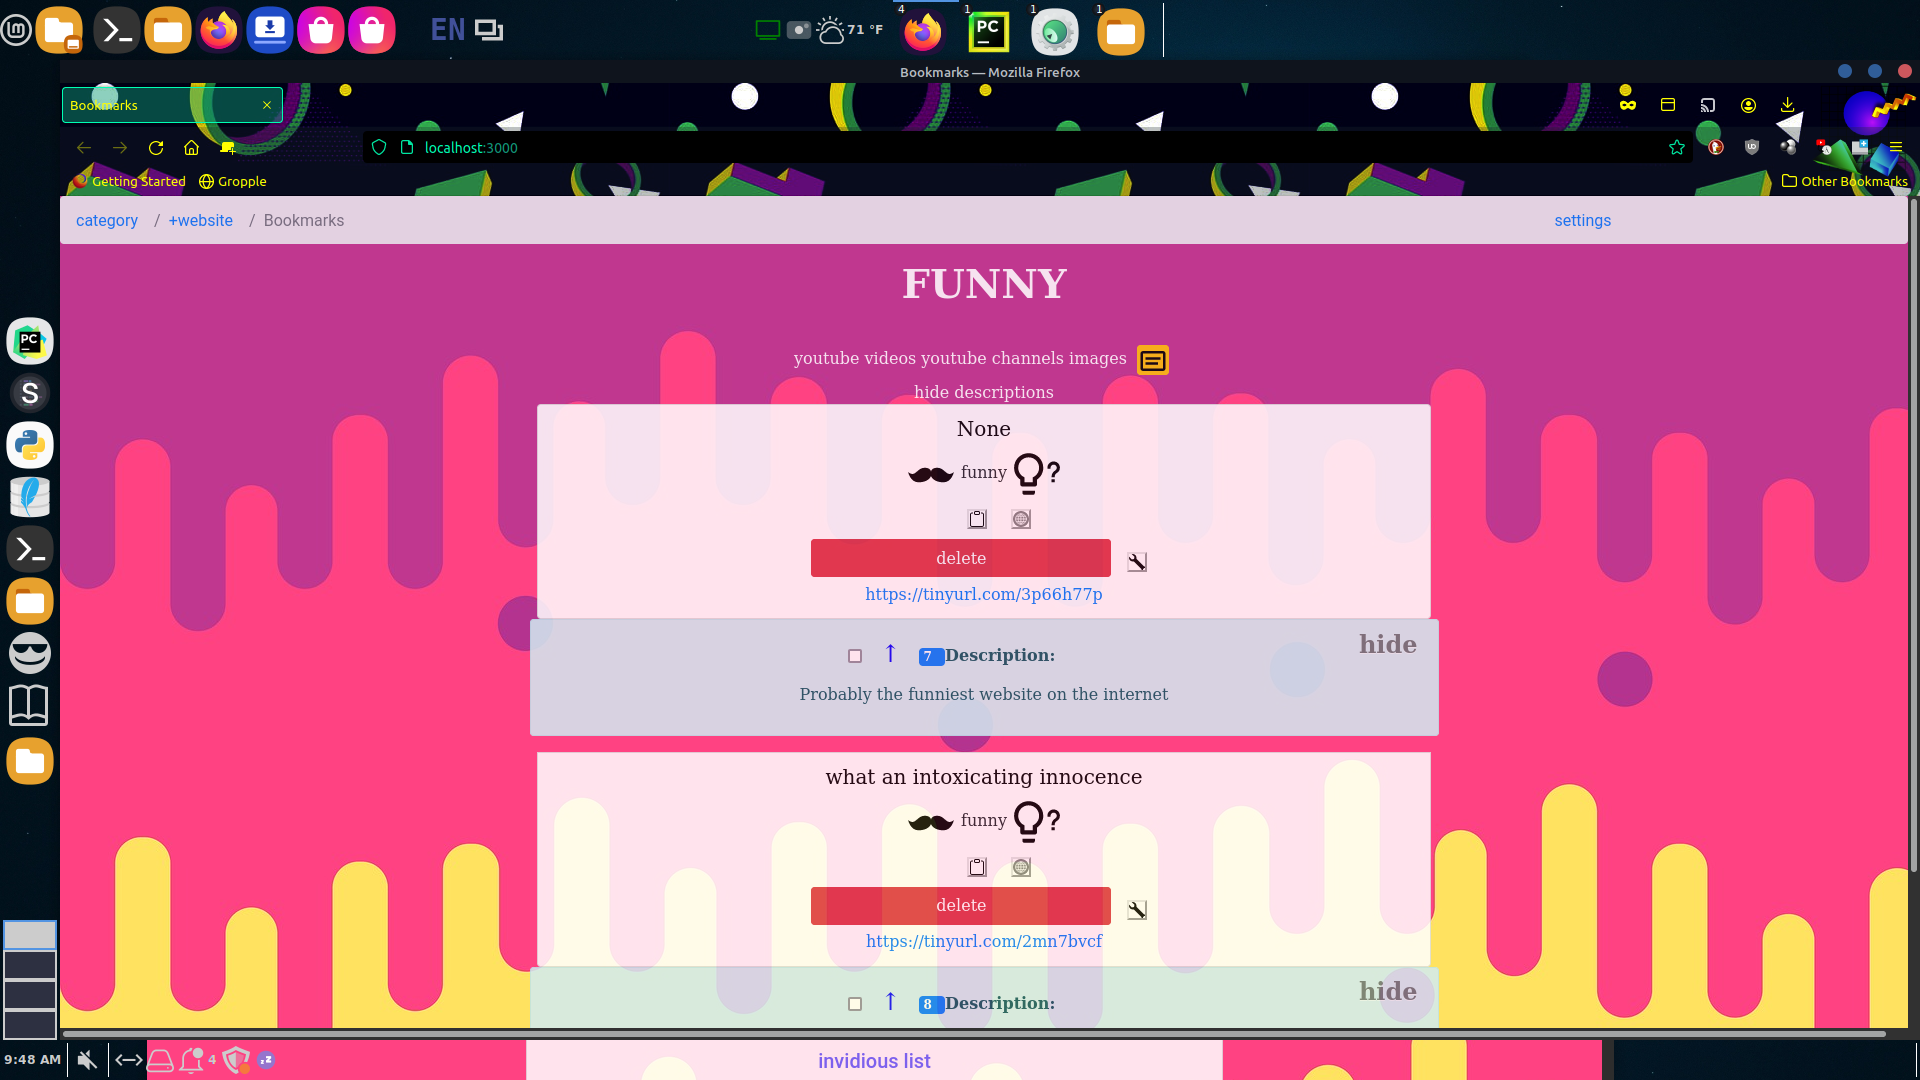 EN
71 °F
4
1
PC
1
1
Bookmarks — Mozilla Firefox
Bookmarks
localhost:3000
Getting Started
Gropple
Other Bookmarks
category / +website / Bookmarks
settings
FUNNY
youtube videos youtube channels images
hide descriptions
None
funny ?
delete
https://tinyurl.com/3p66h77p
hide
↑ 7 Description:
Probably the funniest website on the internet
what an intoxicating innocence
funny ?
delete
https://tinyurl.com/2mn7bvcf
hide
↑ 8 Description:
PC
S
9:48 AM
4
invidious list